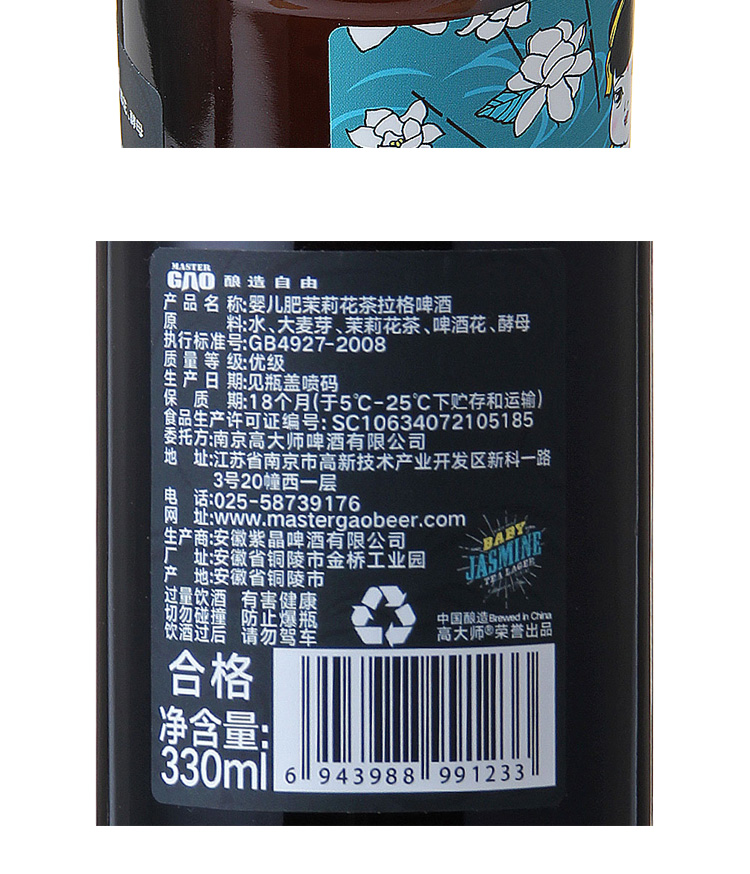 MASTER
GAO 酿造自由
产品名称:婴儿肥茉莉花茶拉格啤酒
原料:水、大麦芽、茉莉花茶、啤酒花、酵母
执行标准号:GB4927-2008
质量等级:优级
生产日期:见瓶盖喷码
保质期:18个月(于5℃-25℃下贮存和运输)
食品生产许可证编号: SC10634072105185
委托方:南京高大师啤酒有限公司
地址:江苏省南京市高新技术产业开发区新科一路
3号20幢西一层
电话:025-58739176
网址:www.mastergaobeer.com
生产商:安徽紫晶啤酒有限公司
厂址:安徽省铜陵市金桥工业园
产地:安徽省铜陵市
BABY
JASMINE
TEA LAGER
过量饮酒 有害健康
切勿碰撞 防止爆瓶
饮酒过后 请勿驾车
中国酿造Brewed in China
高大师®荣誉出品
合格
净含量:
330ml
6 943988 991233